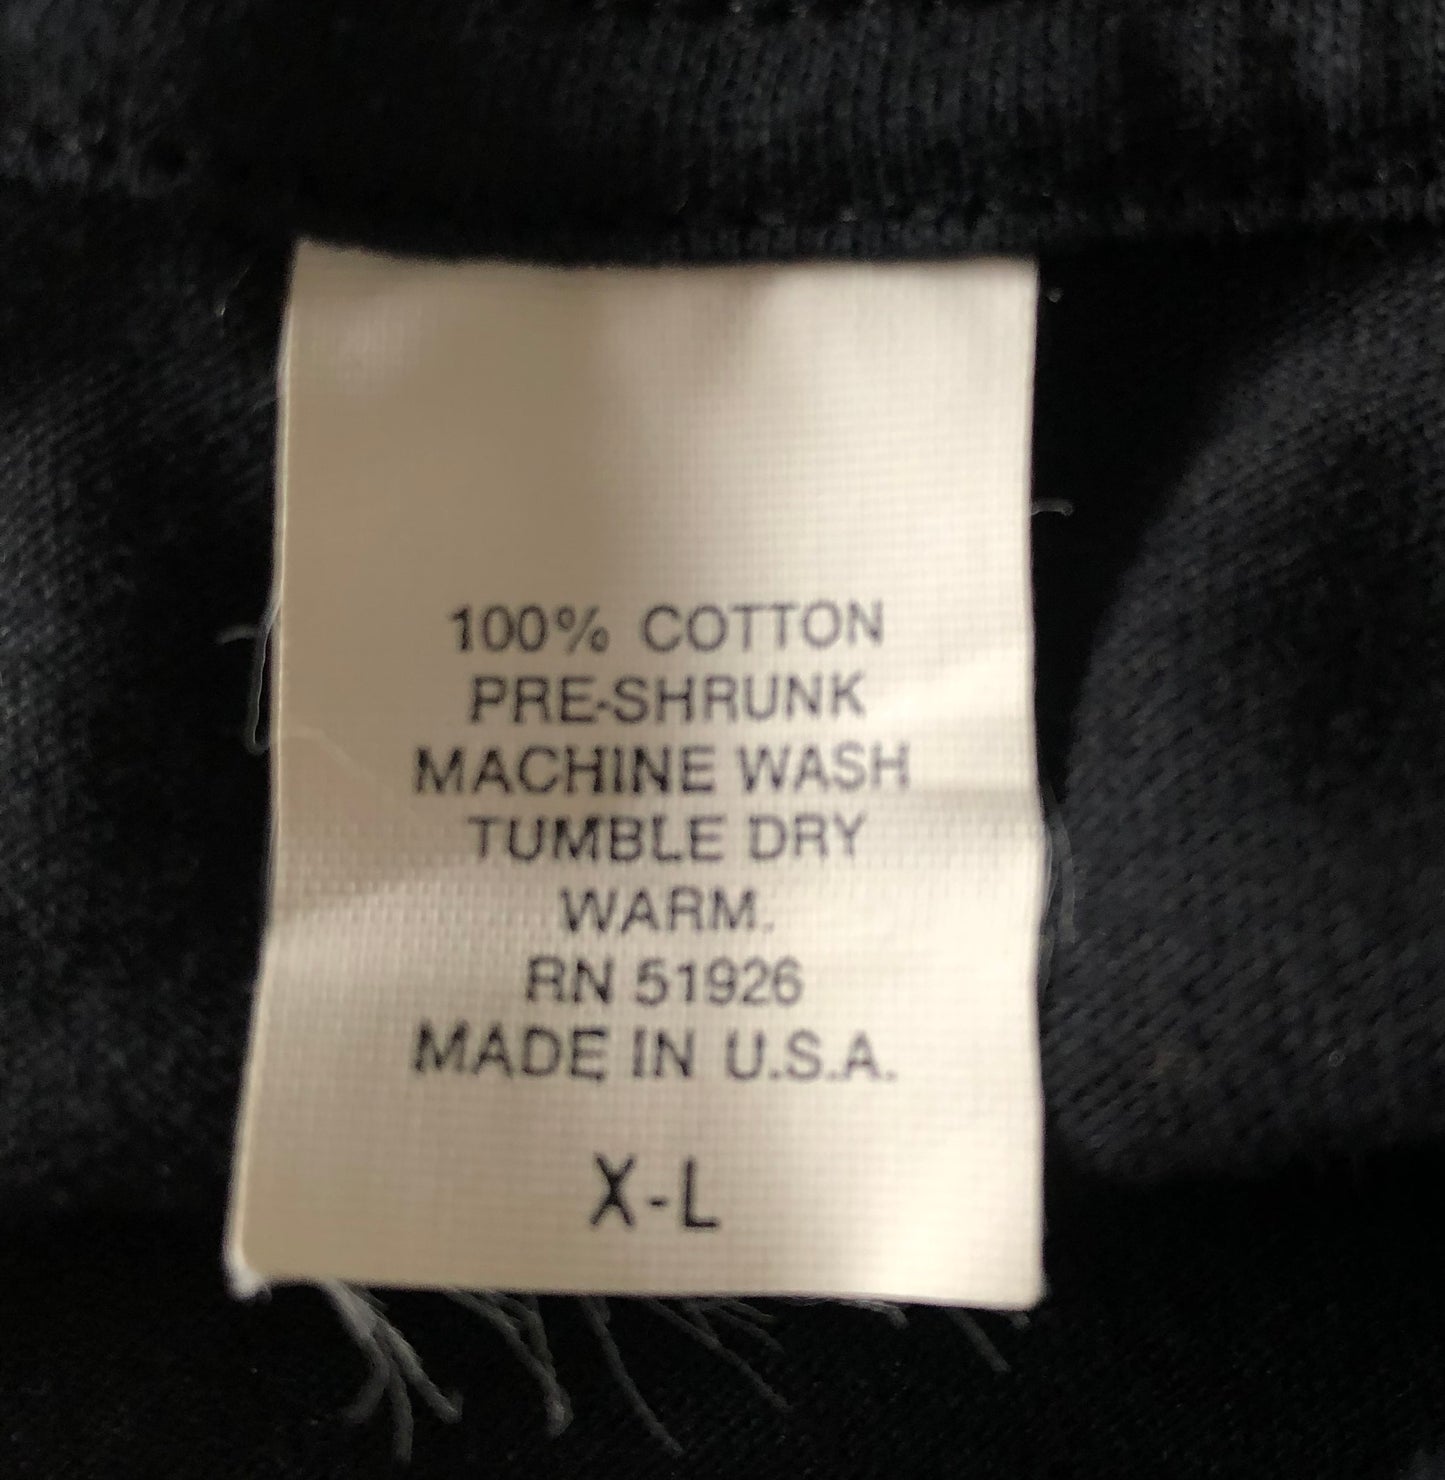 100% COTTON
PRE-SHRUNK
MACHINE WASH
TUMBLE DRY
WARM.
RN 51926
MADE IN U.S.A.
X-L